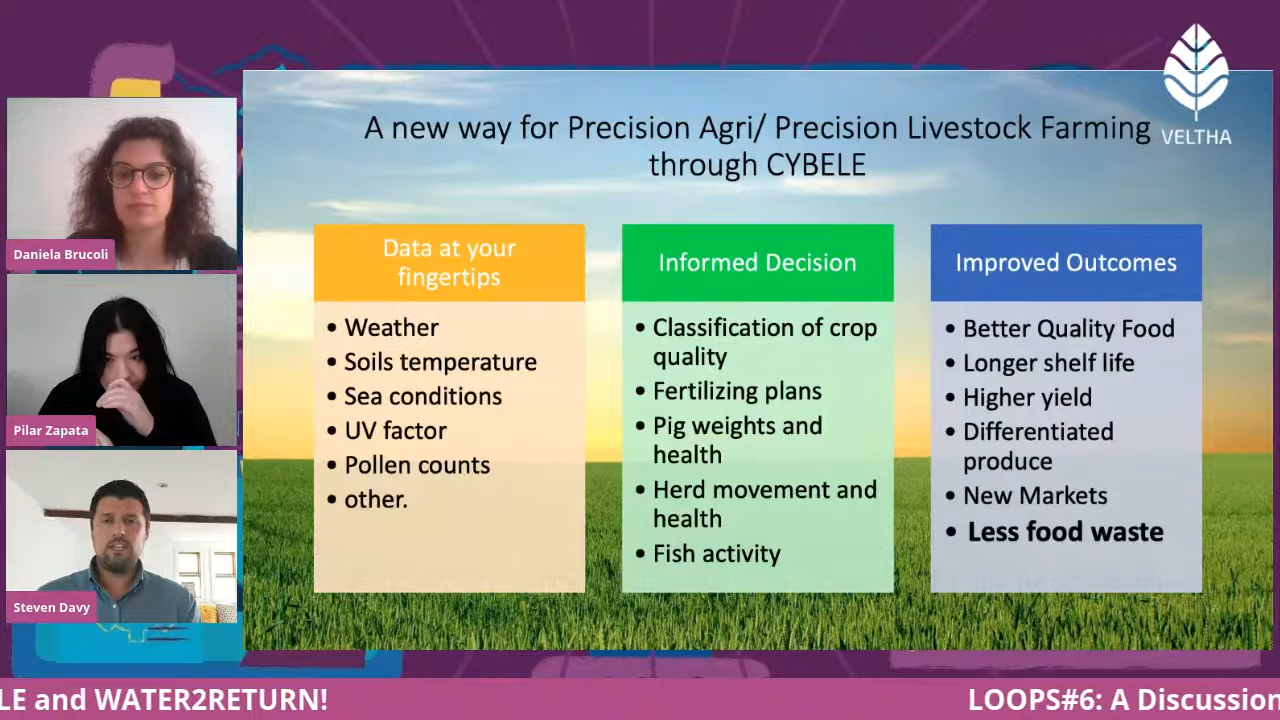 VELTHA
A new way for Precision Agri/ Precision Livestock Farming
through CYBELE
Data at your
fingertips
• Weather
• Soils temperature
• Sea conditions
• UV factor
• Pollen counts
• other.
Informed Decision
• Classification of crop
quality
• Fertilizing plans
• Pig weights and
health
• Herd movement and
health
• Fish activity
Improved Outcomes
• Better Quality Food
• Longer shelf life
• Higher yield
• Differentiated
produce
• New Markets
• Less food waste
Daniela Brucoli
Pilar Zapata
Steven Davy
LE and WATER2RETURN!
LOOPS#6: A Discussion